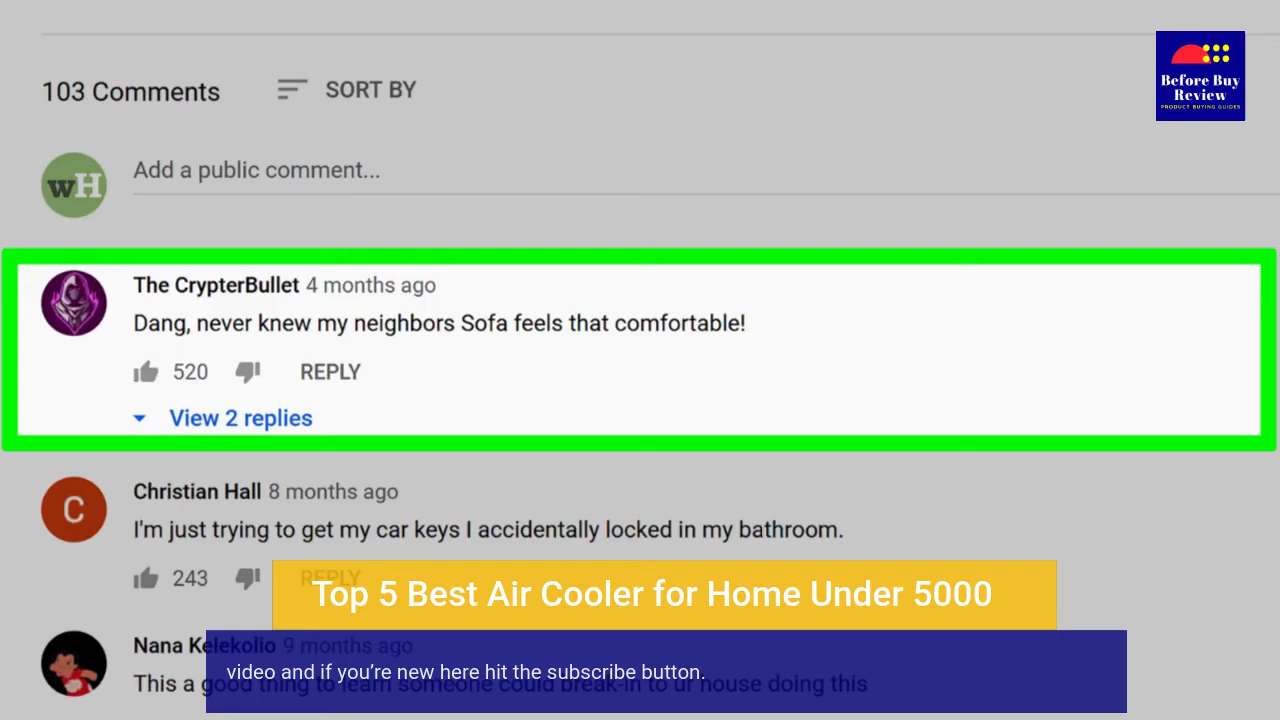 103 Comments
SORT BY
Before Buy
Review
PRODUCT BUYING GUIDES
wH
Add a public comment...
The CrypterBullet 4 months ago
Dang, never knew my neighbors Sofa feels that comfortable!
520
REPLY
View 2 replies
C
Christian Hall 8 months ago
I'm just trying to get my car keys I accidentally locked in my bathroom.
243
REPLY
Top 5 Best Air Cooler for Home Under 5000
Nana Kelekolio 9 months ago
video and if you’re new here hit the subscribe button.
This a good thing to learn someone could break-in to ur house doing this